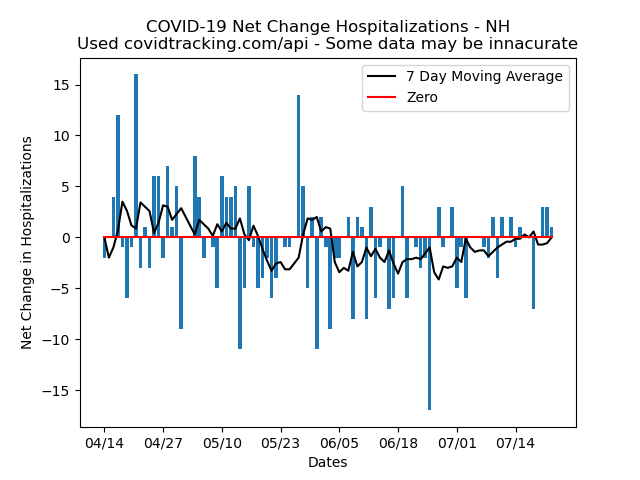 COVID-19 Net Change Hospitalizations - NH
Used covidtracking.com/api - Some data may be innacurate
7 Day Moving Average
Zero
Net Change in Hospitalizations
15
10
5
0
−5
−10
−15
04/14 04/27 05/10 05/23 06/05 06/18 07/01 07/14
Dates